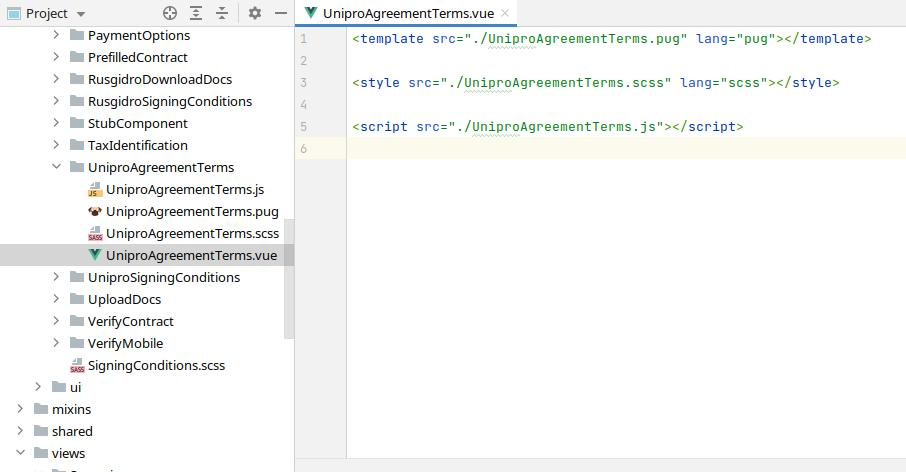 Project
UniproAgreementTerms.vue
PaymentOptions
PrefilledContract
RusgidroDownloadDocs
RusgidroSigningConditions
StubComponent
TaxIdentification
UniproAgreementTerms
JS UniproAgreementTerms.js
UniproAgreementTerms.pug
SASS UniproAgreementTerms.scss
UniproAgreementTerms.vue
UniproSigningConditions
UploadDocs
VerifyContract
VerifyMobile
SASS SigningConditions.scss
ui
mixins
shared
views
1 <template src="./UniproAgreementTerms.pug" lang="pug"></template>
2
3 <style src="./UniproAgreementTerms.scss" lang="scss"></style>
4
5 <script src="./UniproAgreementTerms.js"></script>
6